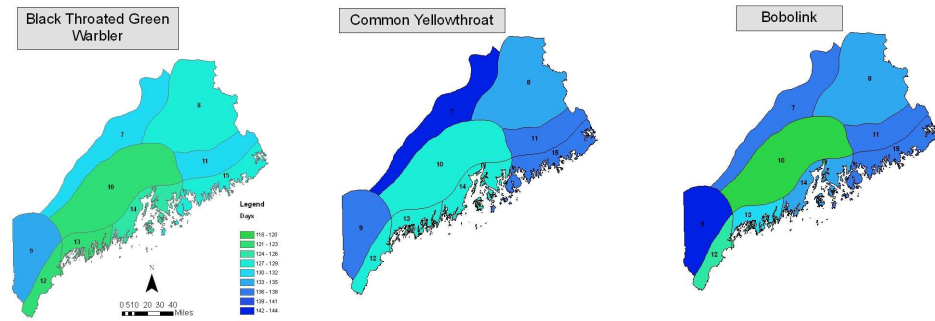 Black Throated Green
Warbler
7
8
9
10
11
12
13
14
15
N
0 5 10 20 30 40
Miles
Legend
Days
118 - 120
121 - 123
124 - 126
127 - 129
130 - 132
133 - 135
136 - 138
139 - 141
142 - 144
Common Yellowthroat
7
8
9
10
11
12
13
14
15
Bobolink
7
8
9
10
11
12
13
14
15